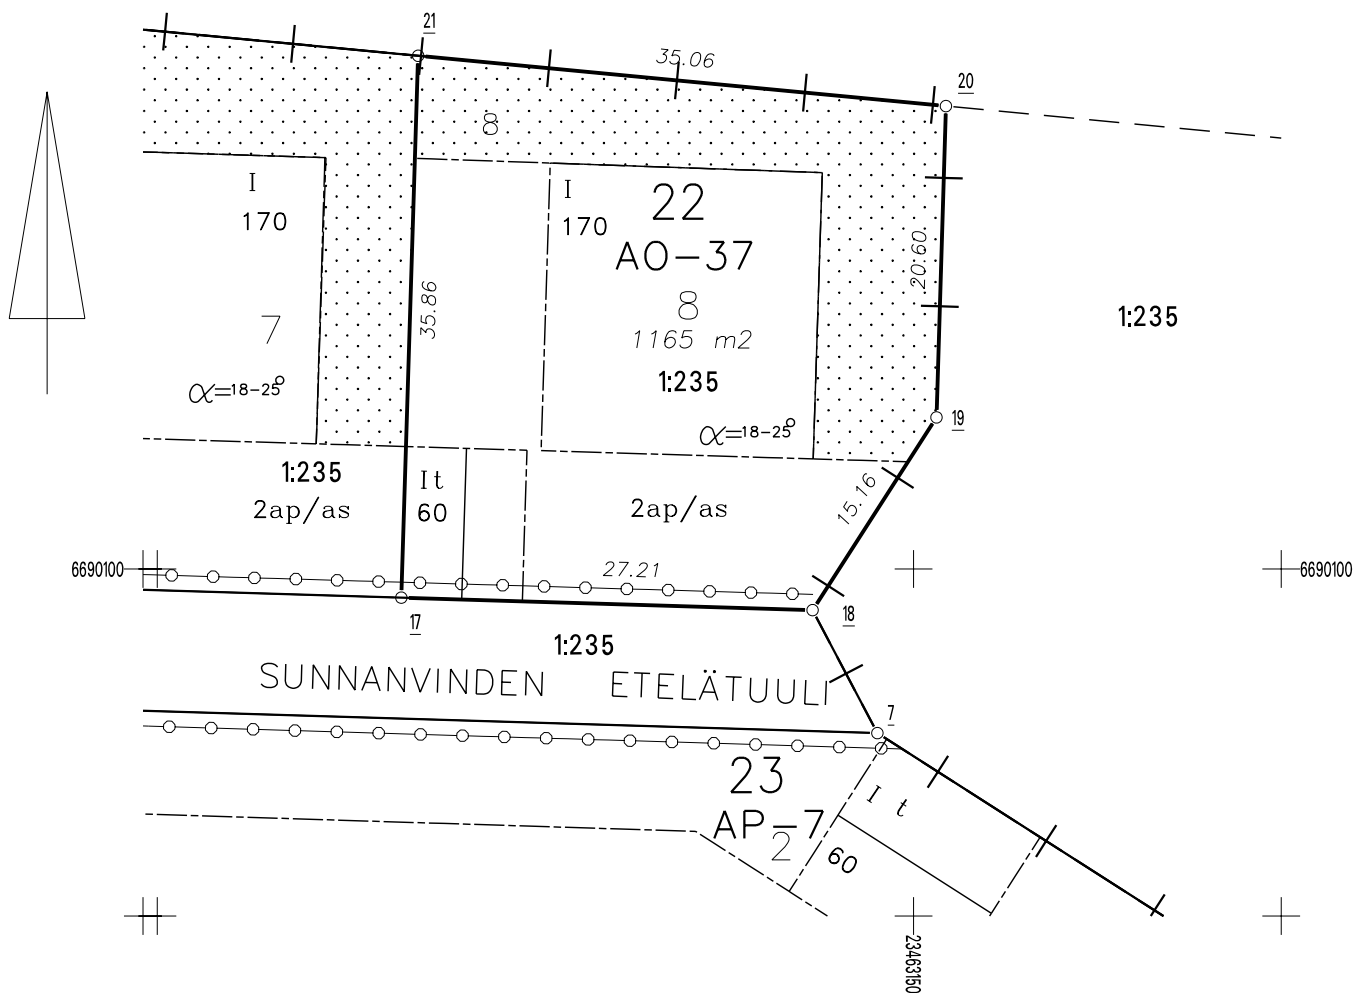 21
35.06
20
8
I
170
I
170
22
AO-37
8
1165 m2
1:235
α=18-25°
7
α=18-25°
35.86
20.60
1:235
19
15.16
1:235
2ap/as
It
60
2ap/as
6690100
27.21
6690100
17
18
1:235
SUNNANVINDEN ETELÄTUULI
7
23
AP-7
2
I t
60
23463150